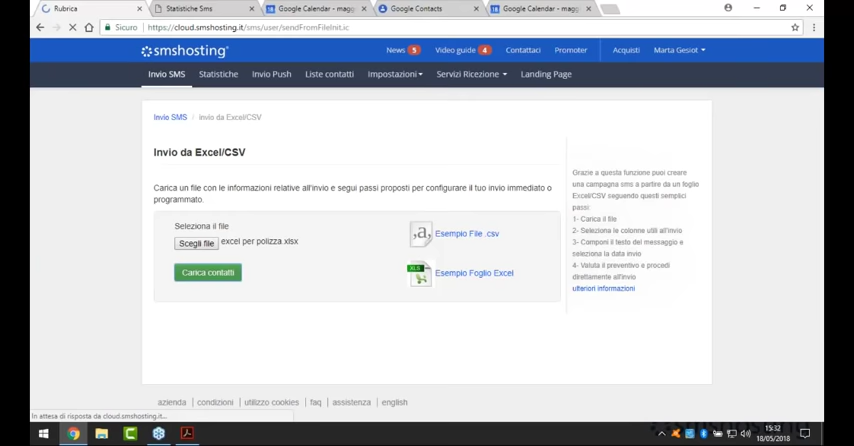 Rubrica
Statistiche Sms
Google Calendar - magg
Google Contacts
Google Calendar - magg
Sicuro
https://cloud.smshosting.it/sms/user/sendFromFileInit.ic
smshosting
News 5
Video guide 4
Contattaci
Promoter
Acquisti
Marta Gesiot
Invio SMS
Statistiche
Invio Push
Liste contatti
Impostazioni
Servizi Ricezione
Landing Page
Invio SMS / invio da Excel/CSV
Invio da Excel/CSV
Carica un file con le informazioni relative all'invio e segui passi proposti per configurare il tuo invio immediato o
programmato.
Seleziona il file
Scegli file excel per polizza.xlsx
Carica contatti
,a,
Esempio File .csv
XLS
Esempio Foglio Excel
Grazie a questa funzione puoi creare
una campagna sms a partire da un foglio
Excel/CSV seguendo questi semplici
passi:
1- Carica il file
2- Seleziona le colonne utili all'invio
3- Componi il testo del messaggio e
seleziona la data invio
4- Valuta il preventivo e procedi
direttamente all'invio
ulteriori informazioni
azienda | condizioni | utilizzo cookies | faq | assistenza | english
In attesa di risposta da cloud.smshosting.it...
smshosting
15:32
18/05/2018